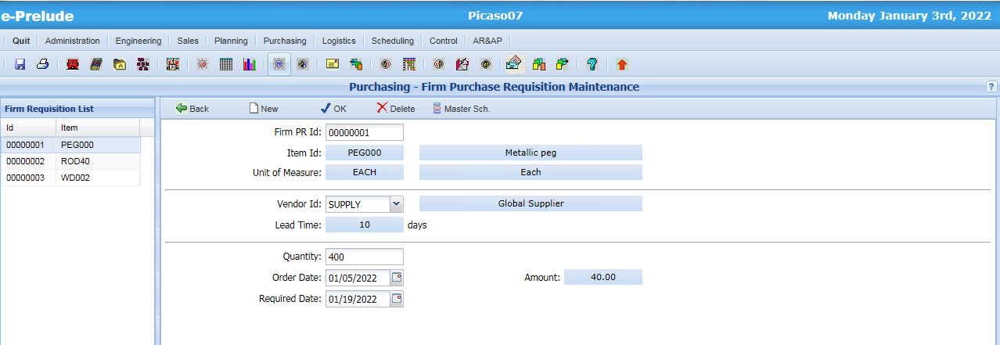 e-Prelude Picaso07 Monday January 3rd, 2022
Quit Administration Engineering Sales Planning Purchasing Logistics Scheduling Control AR&AP
Purchasing - Firm Purchase Requisition Maintenance ?
Firm Requisition List
Id Item
00000001 PEG000
00000002 ROD40
00000003 WD002
Back New OK Delete Master Sch.
Firm PR Id: 00000001
Item Id: PEG000 Metallic peg
Unit of Measure: EACH Each
Vendor Id: SUPPLY Global Supplier
Lead Time: 10 days
Quantity: 400
Order Date: 01/05/2022 Amount: 40.00
Required Date: 01/19/2022